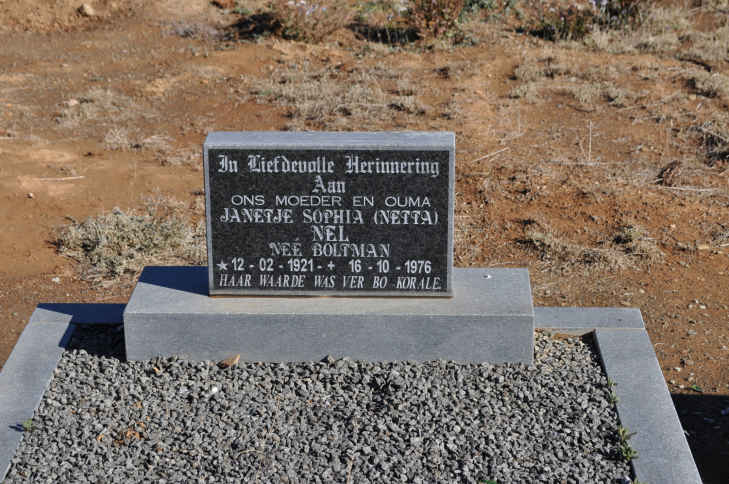 In Liefdevolle Herinnering
Aan
ONS MOEDER EN OUMA
JANETJE SOPHIA (NETTA)
NEL
NEÉ BOLTMAN
★ 12 - 02 - 1921 - + 16 - 10 - 1976
HAAR WAARDE WAS VER BO KORALE.